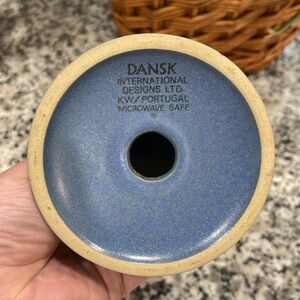 DANSK
INTERNATIONAL
DESIGNS LTD.
KW/PORTUGAL
MICROWAVE SAFE